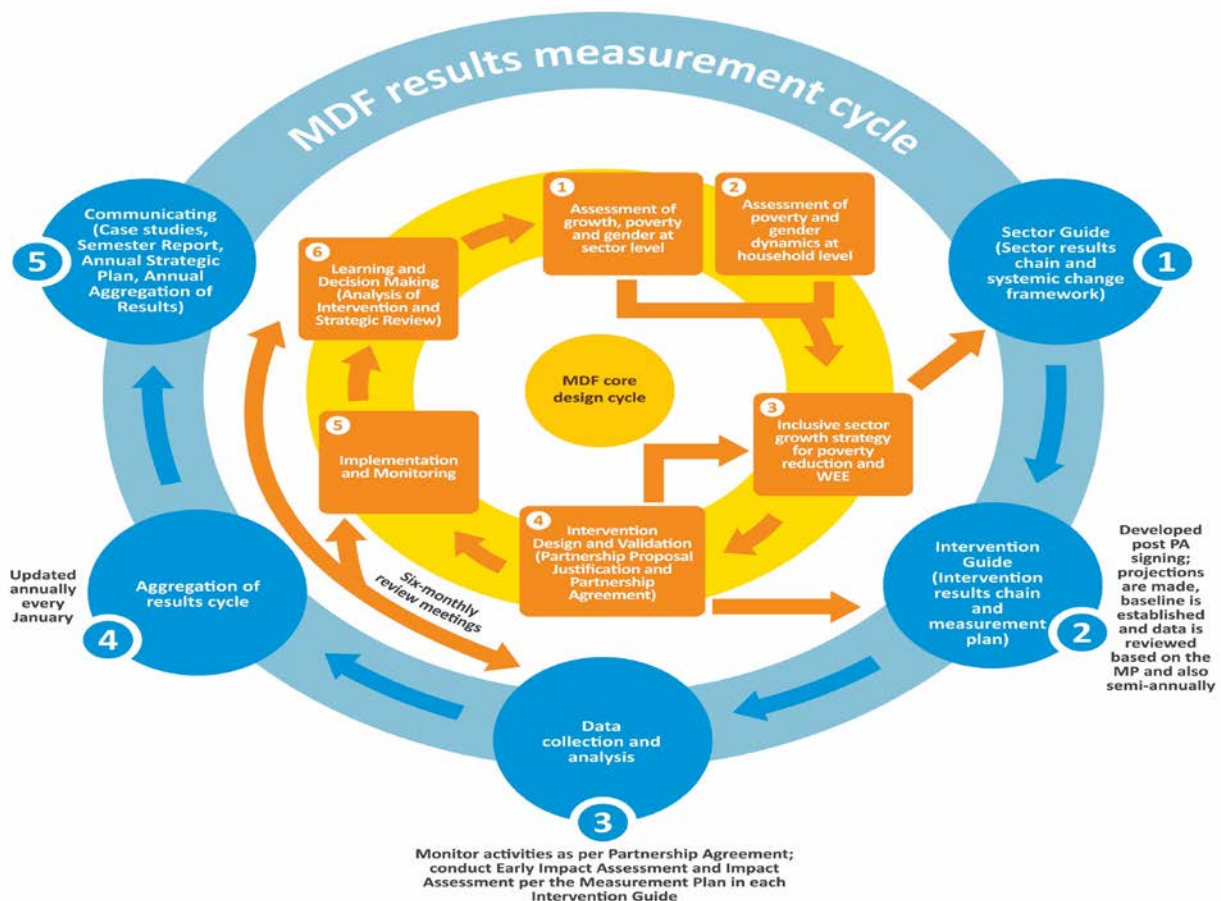 MDF results measurement cycle
1
Assessment of
growth, poverty
and gender at
sector level
2
Assessment of
poverty and
gender
dynamics at
household level
6
Learning and
Decision Making
(Analysis of
Intervention and
Strategic Review)
MDF core
design cycle
3
Inclusive sector
growth strategy
for poverty
reduction and
WEE
5
Implementation
and Monitoring
4
Intervention
Design and Validation
(Partnership Proposal
Justification and
Partnership
Agreement)
Six-monthly
review meetings
Sector Guide
(Sector results
chain and
systemic change
framework)
1
Intervention
Guide
(Intervention
results chain
and
measurement
plan)
2
Developed
post PA
signing;
projections
are made,
baseline is
established
and data is
reviewed
based on the
MP and also
semi-annually
Data
collection and
analysis
3
Monitor activities as per Partnership Agreement;
conduct Early Impact Assessment and Impact
Assessment per the Measurement Plan in each
Intervention Guide
Aggregation of
results cycle
4
Updated
annually
every
January
Communicating
(Case studies,
Semester Report,
Annual Strategic
Plan, Annual
Aggregation of
Results)
5